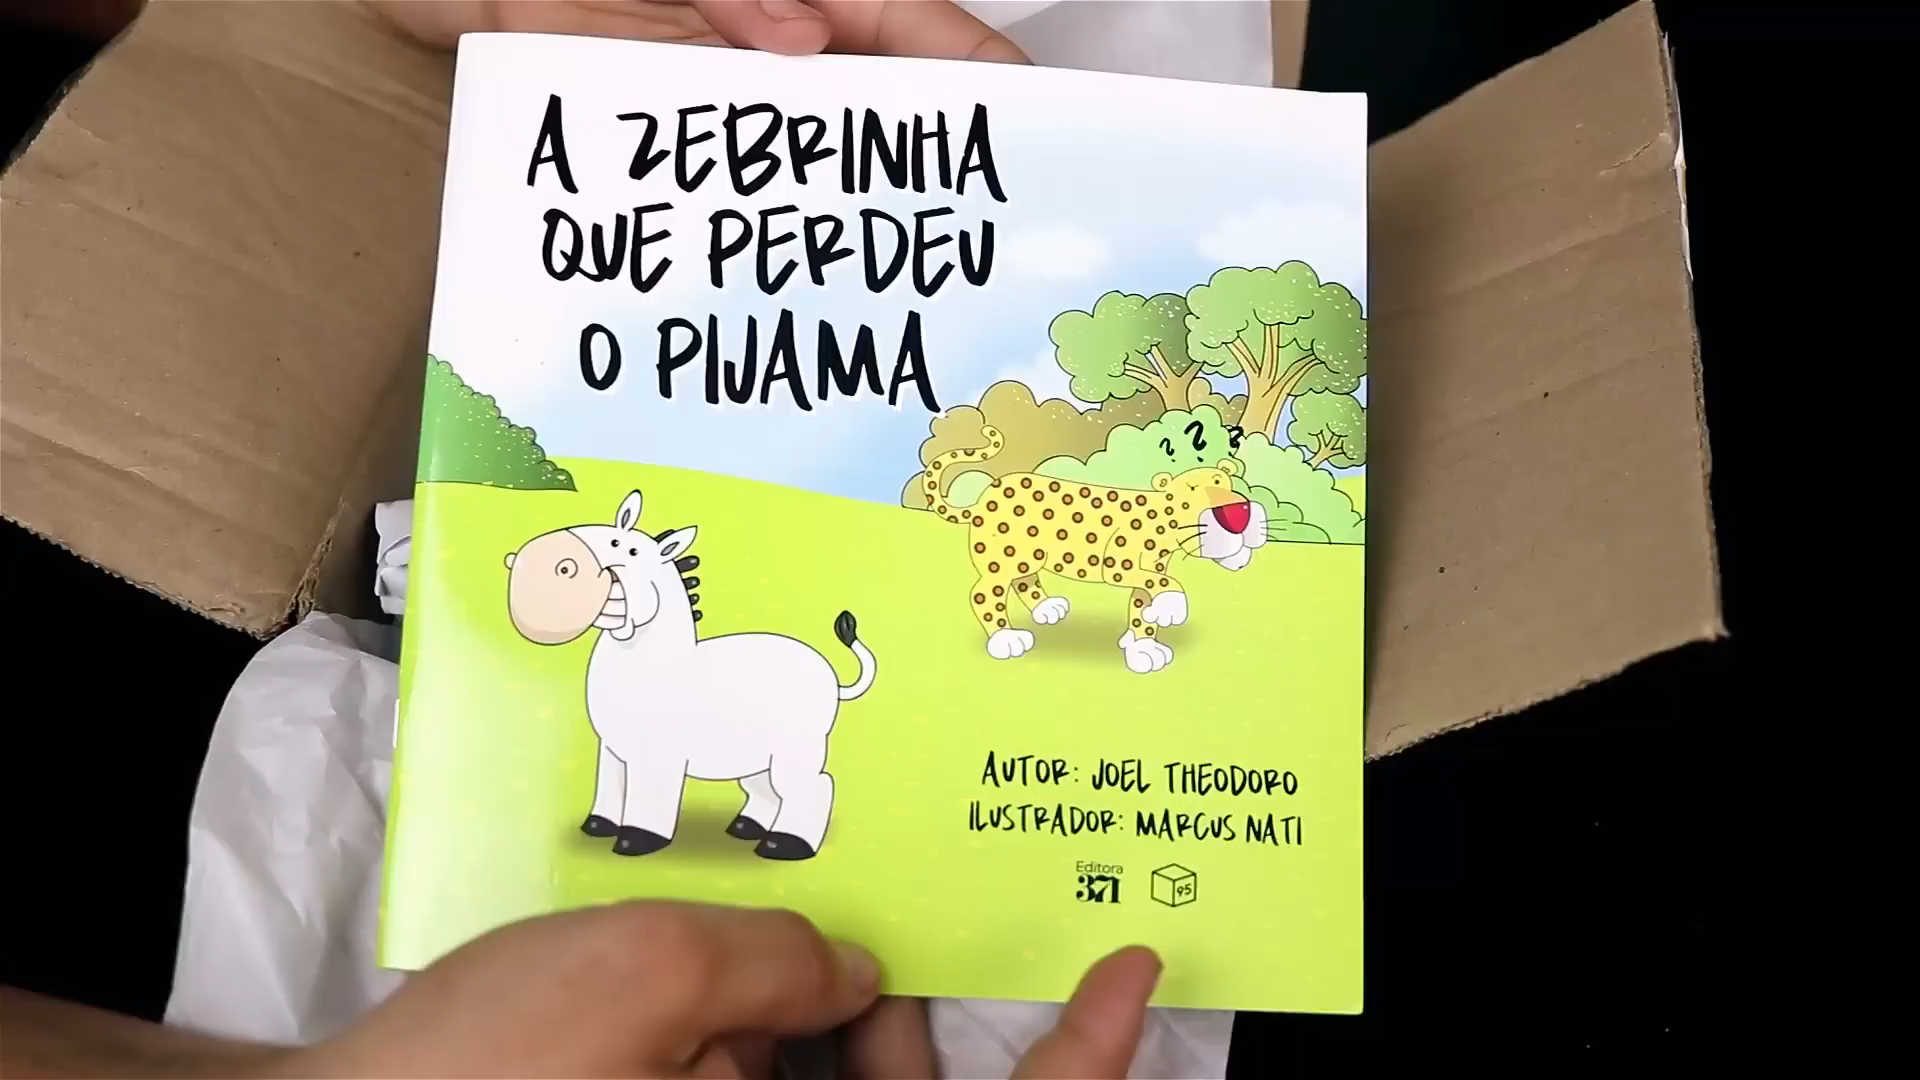 A ZEBRINHA
QUE PERDEU
O PIJAMA
? ? ?
AUTOR: JOEL THEODORO
ILUSTRADOR: MARCUS NATI
Editora
371
95